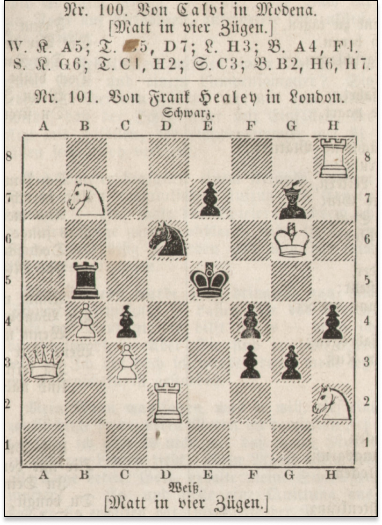 Nr. 100. Von Calvi in Modena.
[Matt in vier Zügen.]
W. K. A5; T. 5, D7; L. H3; B. A4, F4.
S. K. G6; T. C1, H2; S. C3; B. B2, H6, H7.
Nr. 101. Von Frank Healey in London.
Schwarz.
A B C D E F G H
8 8
7 7
6 6
5 5
4 4
3 3
2 2
1 1
A B C D E F G H
Weiß.
[Matt in vier Zügen.]